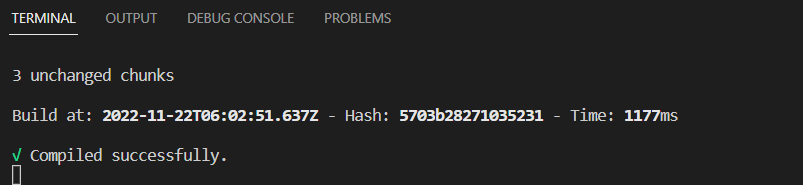 TERMINAL OUTPUT DEBUG CONSOLE PROBLEMS
3 unchanged chunks
Build at: 2022-11-22T06:02:51.637Z - Hash: 5703b28271035231 - Time: 1177ms
√ Compiled successfully.